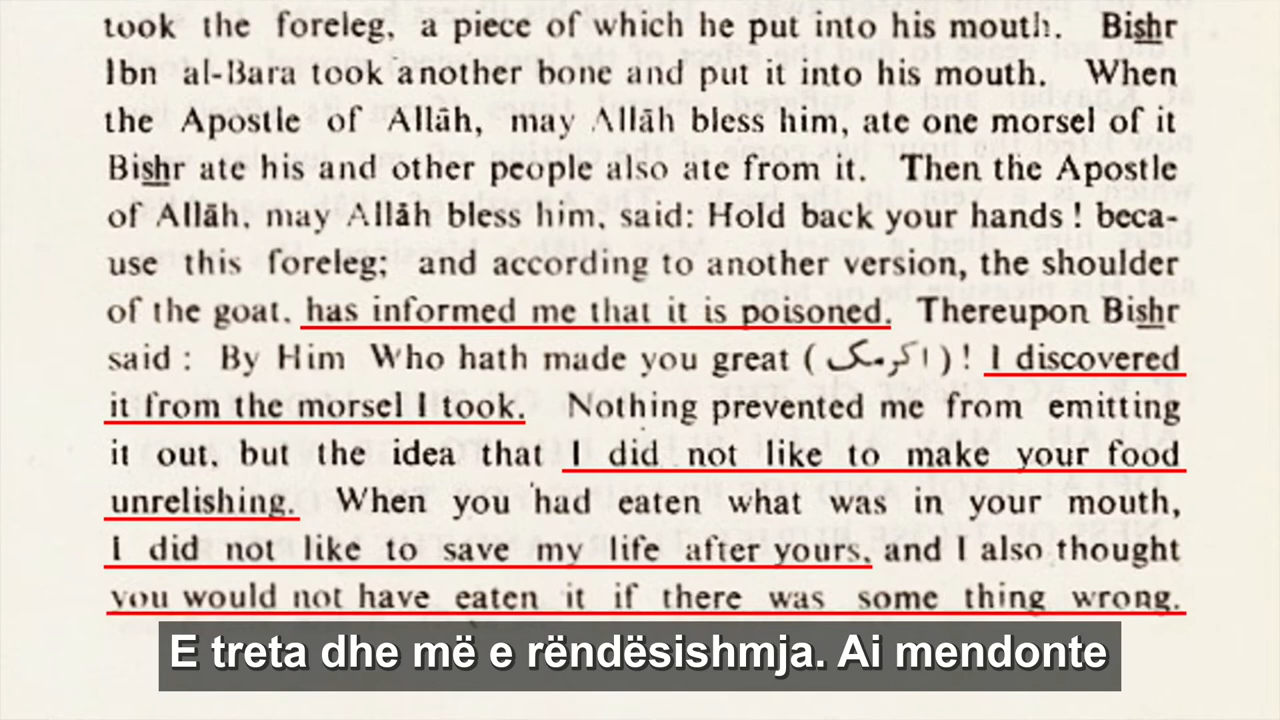 took the foreleg, a piece of which he put into his mouth. Bishr
Ibn al-Bara took another bone and put it into his mouth. When
the Apostle of Allāh, may Allāh bless him, ate one morsel of it
Bishr ate his and other people also ate from it. Then the Apostle
of Allāh, may Allāh bless him, said: Hold back your hands! beca-
use this foreleg; and according to another version, the shoulder
of the goat. has informed me that it is poisoned. Thereupon Bishr
said: By Him Who hath made you great (اكرمك)! I discovered
it from the morsel I took. Nothing prevented me from emitting
it out, but the idea that I did not like to make your food
unrelishing. When you had eaten what was in your mouth,
I did not like to save my life after yours, and I also thought
you would not have eaten it if there was some thing wrong.
E treta dhe më e rëndësishmja. Ai mendonte